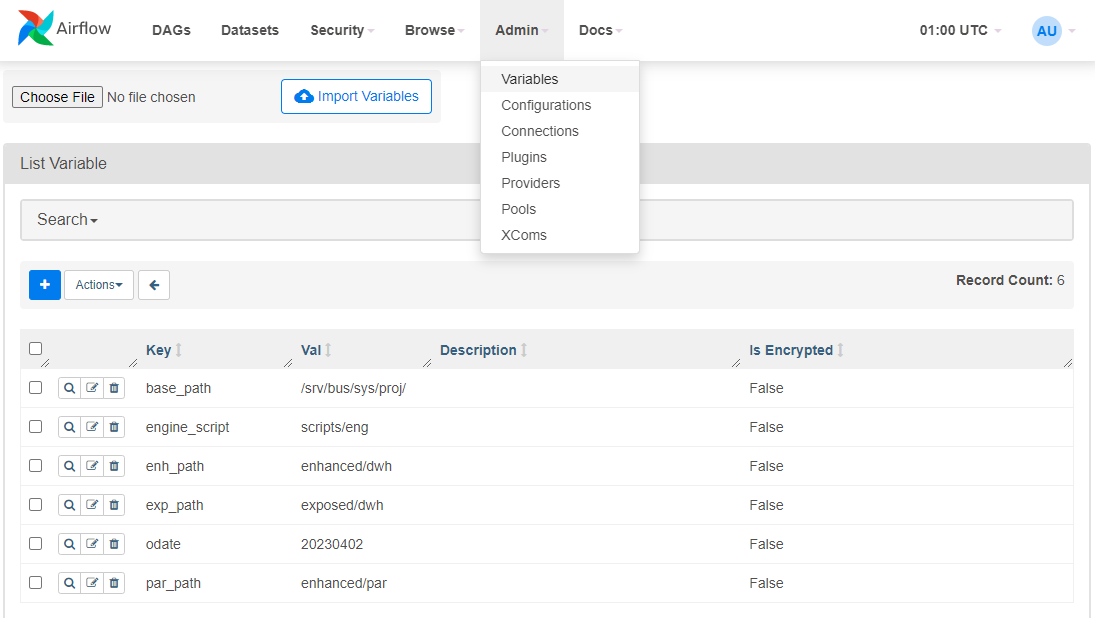 Airflow DAGs Datasets Security Browse Admin Docs 01:00 UTC AU
Variables
Configurations
Connections
Plugins
Providers
Pools
XComs
Choose File No file chosen Import Variables
List Variable
Search
+ Actions Record Count: 6
Key Val Description Is Encrypted
base_path /srv/bus/sys/proj/ False
engine_script scripts/eng False
enh_path enhanced/dwh False
exp_path exposed/dwh False
odate 20230402 False
par_path enhanced/par False